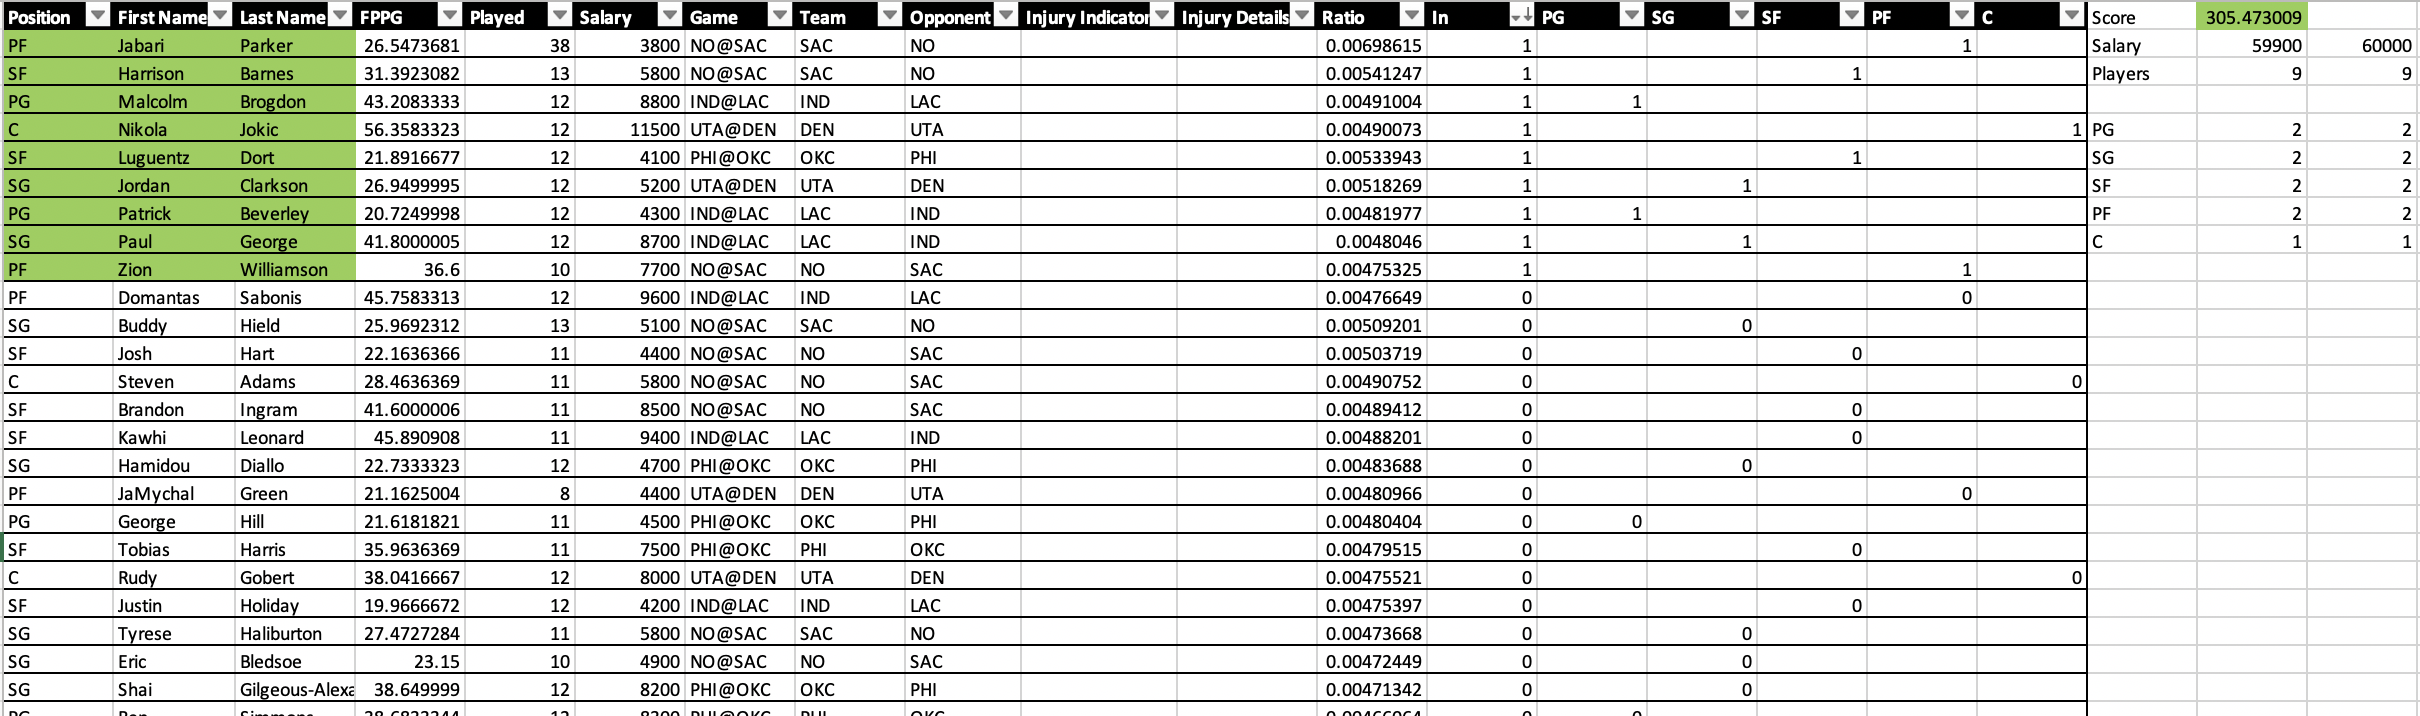 Position First Name Last Name FPPG Played Salary Game Team Opponent Injury Indicator Injury Details Ratio In PG SG SF PF C Score 305.473009
PF Jabari Parker 26.5473681 38 3800 NO@SAC SAC NO 0.00698615 1 1 Salary 59900 60000
SF Harrison Barnes 31.3923082 13 5800 NO@SAC SAC NO 0.00541247 1 1 Players 9 9
PG Malcolm Brogdon 43.2083333 12 8800 IND@LAC IND LAC 0.00491004 1 1
C Nikola Jokic 56.3583323 12 11500 UTA@DEN DEN UTA 0.00490073 1 1 PG 2 2
SF Luguentz Dort 21.8916677 12 4100 PHI@OKC OKC PHI 0.00533943 1 1 SG 2 2
SG Jordan Clarkson 26.9499995 12 5200 UTA@DEN UTA DEN 0.00518269 1 1 SF 2 2
PG Patrick Beverley 20.7249998 12 4300 IND@LAC LAC IND 0.00481977 1 1 PF 2 2
SG Paul George 41.8000005 12 8700 IND@LAC LAC IND 0.0048046 1 1 C 1 1
PF Zion Williamson 36.6 10 7700 NO@SAC NO SAC 0.00475325 1 1
PF Domantas Sabonis 45.7583313 12 9600 IND@LAC IND LAC 0.00476649 0 0
SG Buddy Hield 25.9692312 13 5100 NO@SAC SAC NO 0.00509201 0 0
SF Josh Hart 22.1636366 11 4400 NO@SAC NO SAC 0.00503719 0 0
C Steven Adams 28.4636369 11 5800 NO@SAC NO SAC 0.00490752 0 0
SF Brandon Ingram 41.6000006 11 8500 NO@SAC NO SAC 0.00489412 0 0
SF Kawhi Leonard 45.890908 11 9400 IND@LAC LAC IND 0.00488201 0 0
SG Hamidou Diallo 22.7333323 12 4700 PHI@OKC OKC PHI 0.00483688 0 0
PF JaMychal Green 21.1625004 8 4400 UTA@DEN DEN UTA 0.00480966 0 0
PG George Hill 21.6181821 11 4500 PHI@OKC OKC PHI 0.00480404 0 0
SF Tobias Harris 35.9636369 11 7500 PHI@OKC PHI OKC 0.00479515 0 0
C Rudy Gobert 38.0416667 12 8000 UTA@DEN UTA DEN 0.00475521 0 0
SF Justin Holiday 19.9666672 12 4200 IND@LAC IND LAC 0.00475397 0 0
SG Tyrese Haliburton 27.4727284 11 5800 NO@SAC SAC NO 0.00473668 0 0
SG Eric Bledsoe 23.15 10 4900 NO@SAC NO SAC 0.00472449 0 0
SG Shai Gilgeous-Alexa 38.649999 12 8200 PHI@OKC OKC PHI 0.00471342 0 0